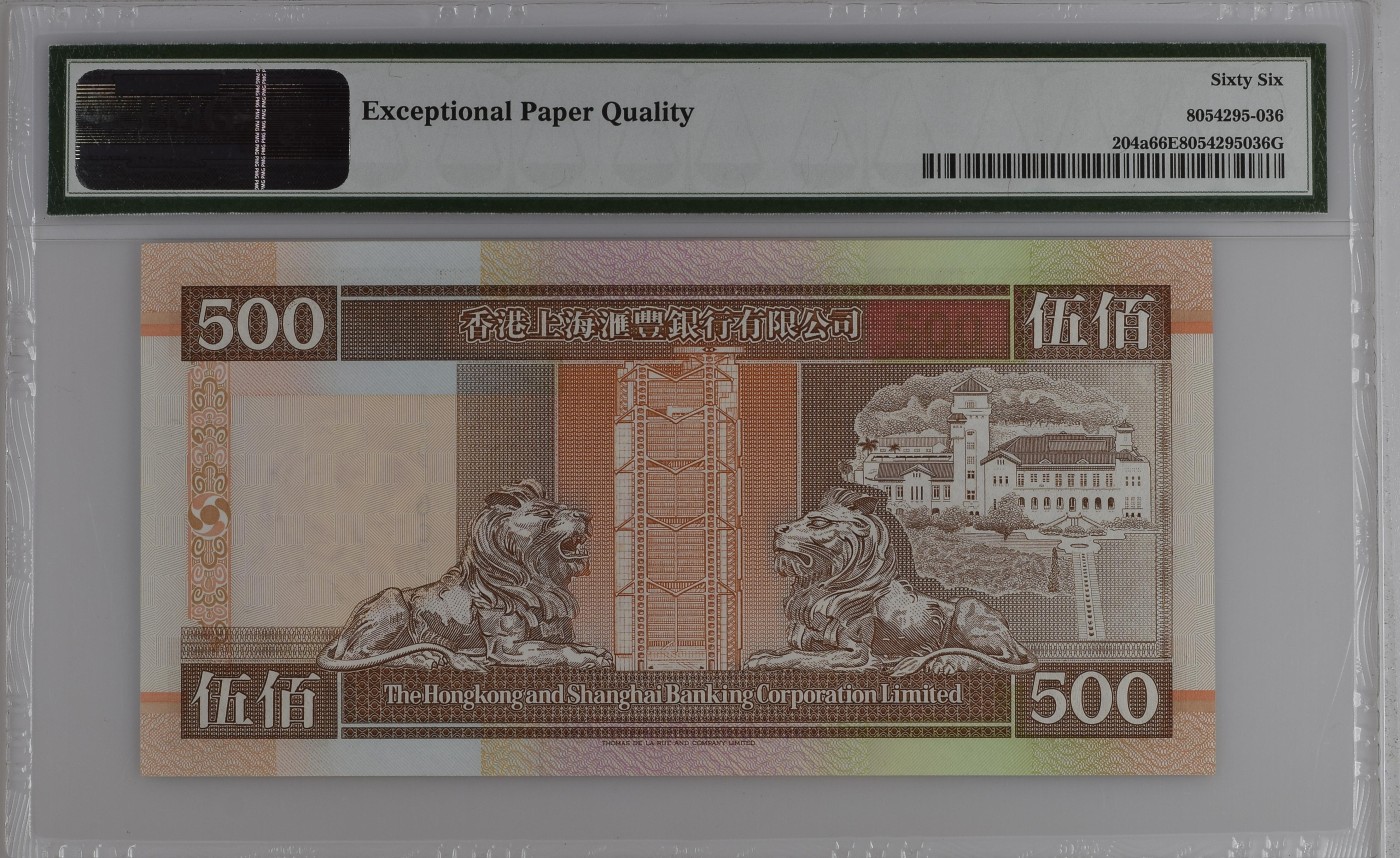 Sixty Six
Exceptional Paper Quality
8054295-036
204a66E8054295036G
500
香港上海滙豐銀行有限公司
伍佰
伍佰
The Hongkong and Shanghai Banking Corporation Limited
500
THOMAS DE LA RUE AND COMPANY LIMITED